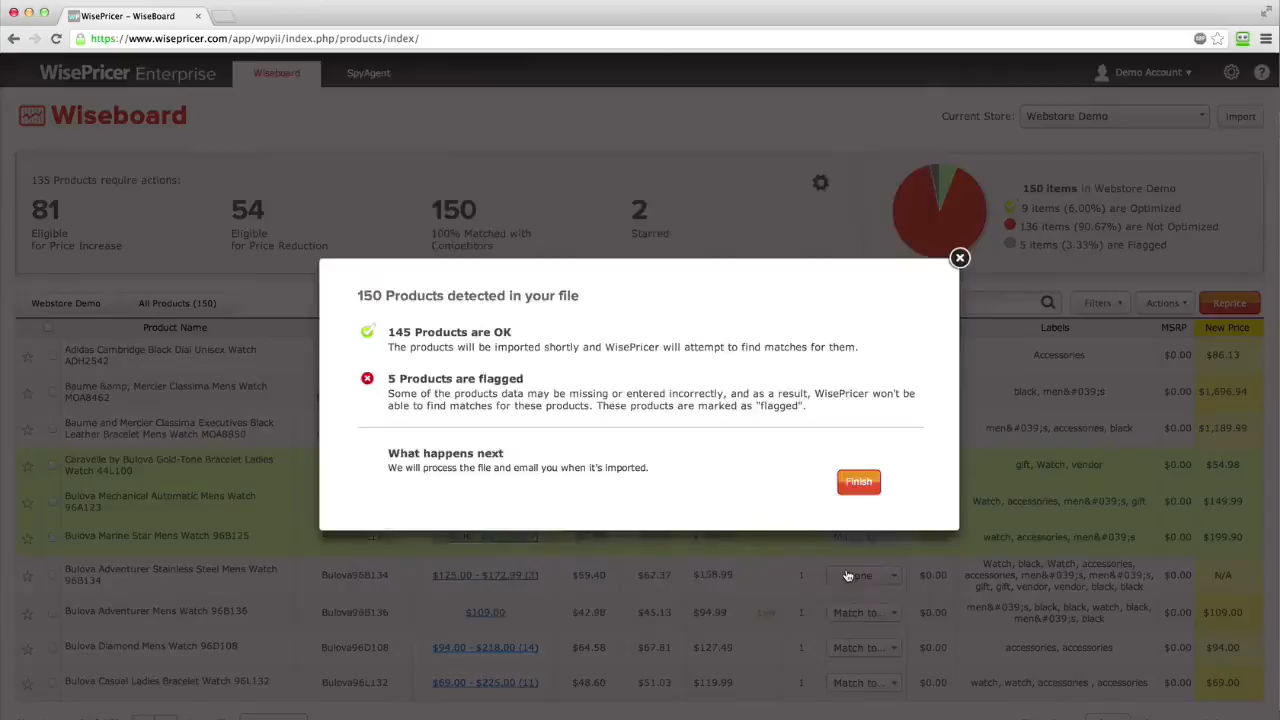 WisePricer – WiseBoard
https://www.wisepricer.com/app/wpyii/index.php/products/index/
WisePricer Enterprise
Wiseboard
SpyAgent
Demo Account
Wiseboard
Current Store:
Webstore Demo
Import
135 Products require actions:
81
Eligible
for Price Increase
54
Eligible
for Price Reduction
150
100% Matched with
Competitors
2
Starred
150 items in Webstore Demo
9 items (6.00%) are Optimized
136 items (90.67%) are Not Optimized
5 items (3.33%) are Flagged
150 Products detected in your file
145 Products are OK
The products will be imported shortly and WisePricer will attempt to find matches for them.
5 Products are flagged
Some of the products data may be missing or entered incorrectly, and as a result, WisePricer won't be
able to find matches for these products. These products are marked as "flagged".
What happens next
We will process the file and email you when it's imported.
Finish
Webstore Demo
All Products (150)
Filters
Actions
Reprice
Product Name
Labels
MSRP
New Price
Adidas Cambridge Black Dial Unisex Watch
ADH2542
Accessories
$0.00
$86.13
Baume &amp; Mercier Classima Mens Watch
MOA8462
black, men&#039;s
$0.00
$1,696.94
Baume and Mercier Classima Executives Black
Leather Bracelet Mens Watch MOA8850
men&#039;s, accessories, black
$0.00
$1,189.99
Caravelle by Bulova Gold-Tone Bracelet Ladies
Watch 44L100
gift, Watch, vendor
$0.00
$54.98
Bulova Mechanical Automatic Mens Watch
96A123
Watch, accessories, men&#039;s, gift
$0.00
$149.99
Bulova Marine Star Mens Watch 96B125
watch, accessories, men&#039;s
$0.00
$199.90
Bulova Adventurer Stainless Steel Mens Watch
96B134
Bulova96B134
$125.00 - $172.99 (3)
$59.40
$62.37
$158.99
1
$0.00
Watch, black, Watch, accessories,
accessories, men&#039;s, men&#039;s,
gift, gift, vendor, vendor, black, black
$0.00
N/A
Bulova Adventurer Mens Watch 96B136
Bulova96B136
$109.00
$42.98
$45.13
$94.99
Low
1
Match to...
$0.00
men&#039;s, black, black, watch, black,
men&#039;s, black
$0.00
$109.00
Bulova Diamond Mens Watch 96D108
Bulova96D108
$94.00 - $218.00 (14)
$64.58
$67.81
$127.49
1
Match to...
$0.00
accessories, accessories
$0.00
$94.00
Bulova Casual Ladies Bracelet Watch 96L132
Bulova96L132
$69.00 - $225.00 (11)
$48.60
$51.03
$119.99
1
Match to...
$0.00
watch, watch, accessories , accessories
$0.00
$69.00